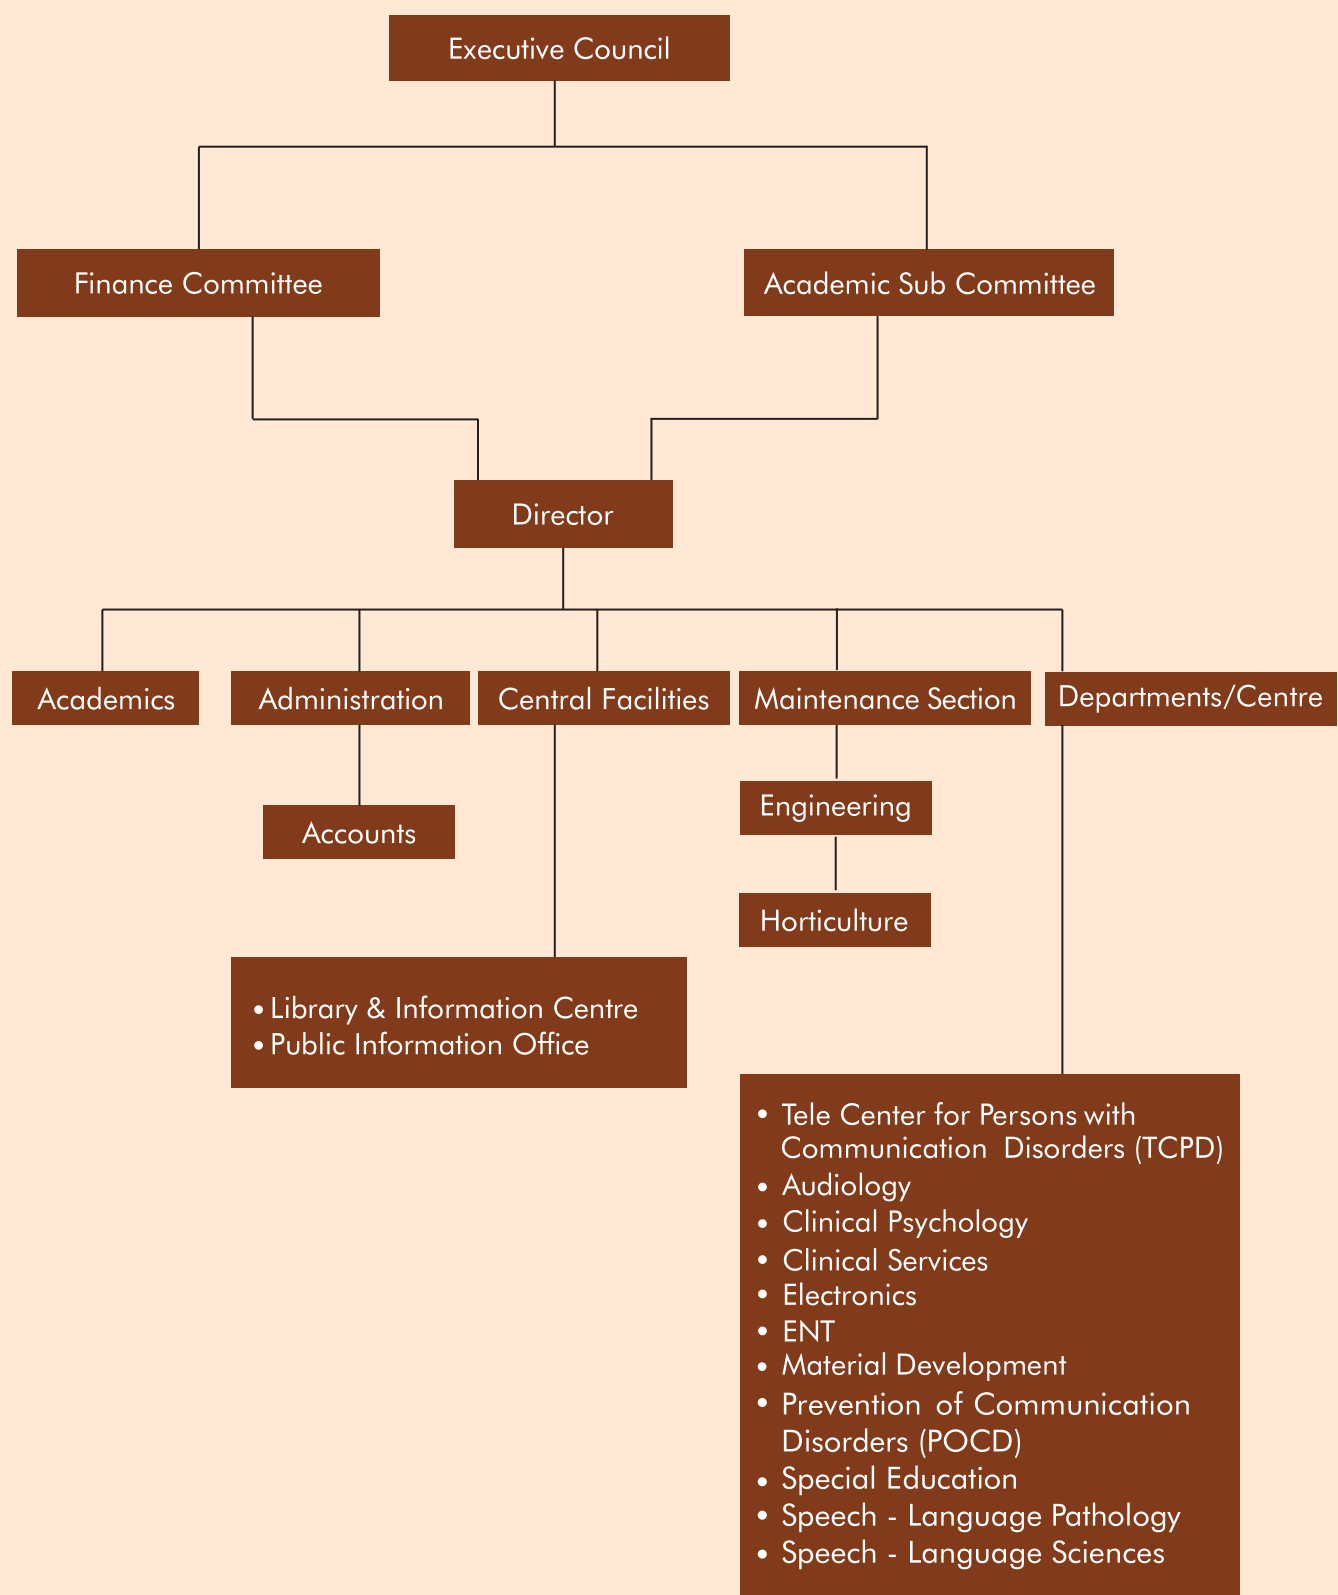 Executive Council
Finance Committee
Academic Sub Committee
Director
Academics
Administration
Central Facilities
Maintenance Section
Departments/Centre
Accounts
Engineering
Horticulture
• Library & Information Centre
• Public Information Office
• Tele Center for Persons with
Communication Disorders (TCPD)
• Audiology
• Clinical Psychology
• Clinical Services
• Electronics
• ENT
• Material Development
• Prevention of Communication
Disorders (POCD)
• Special Education
• Speech - Language Pathology
• Speech - Language Sciences